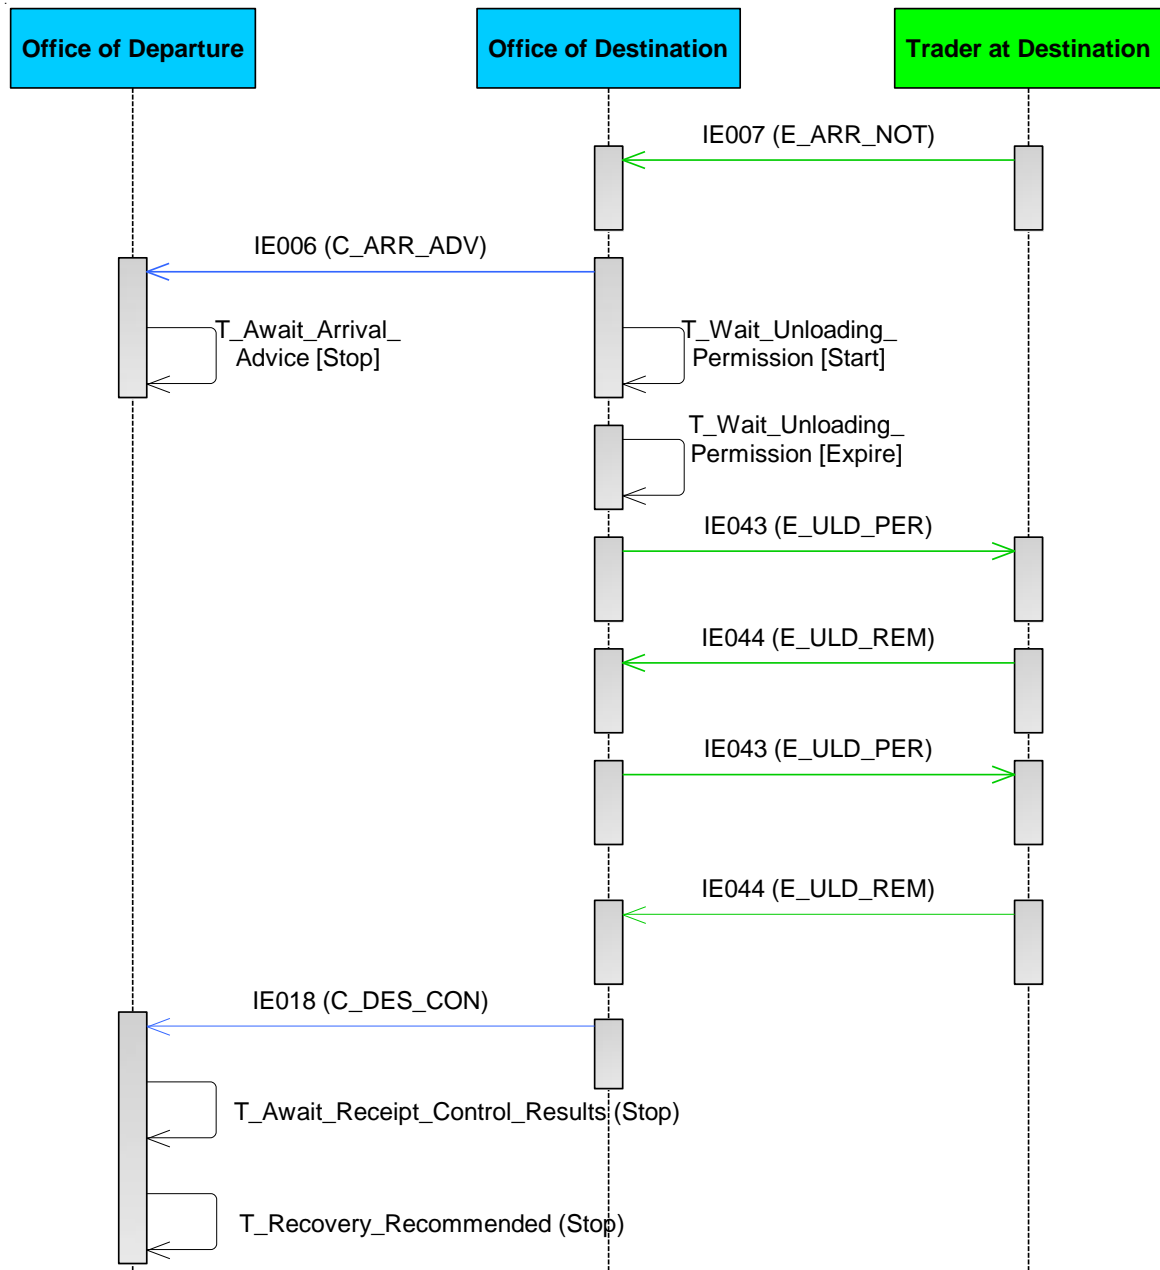 Office of Departure
Office of Destination
Trader at Destination
IE007 (E_ARR_NOT)
IE006 (C_ARR_ADV)
T_Await_Arrival_
Advice [Stop]
T_Wait_Unloading_
Permission [Start]
T_Wait_Unloading_
Permission [Expire]
IE043 (E_ULD_PER)
IE044 (E_ULD_REM)
IE043 (E_ULD_PER)
IE044 (E_ULD_REM)
IE018 (C_DES_CON)
T_Await_Receipt_Control_Results (Stop)
T_Recovery_Recommended (Stop)